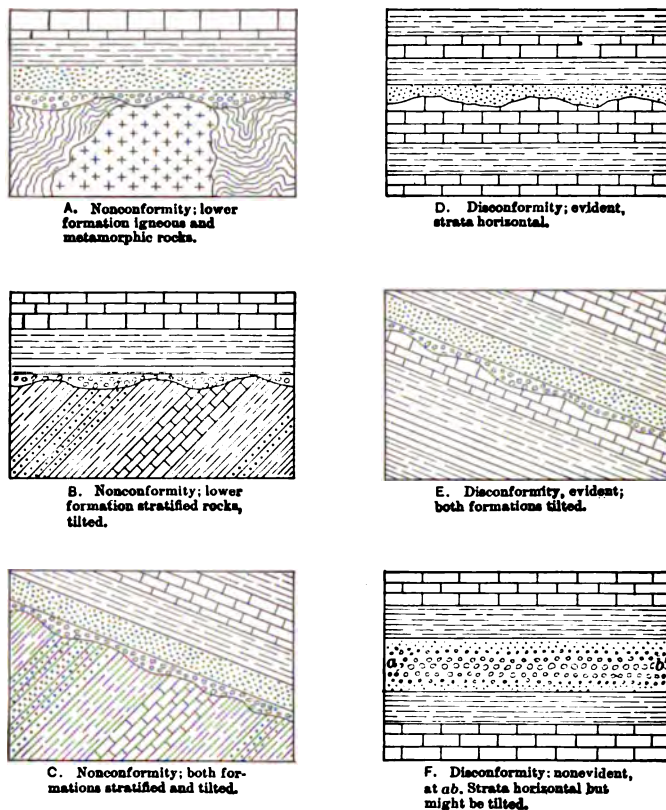 A. Nonconformity; lower
formation igneous and
metamorphic rocks.
D. Disconformity; evident,
strata horizontal.
B. Nonconformity; lower
formation stratified rocks,
tilted.
E. Disconformity, evident;
both formations tilted.
C. Nonconformity; both for-
mations stratified and tilted.
a
b
F. Disconformity: nonevident,
at ab. Strata horizontal but
might be tilted.